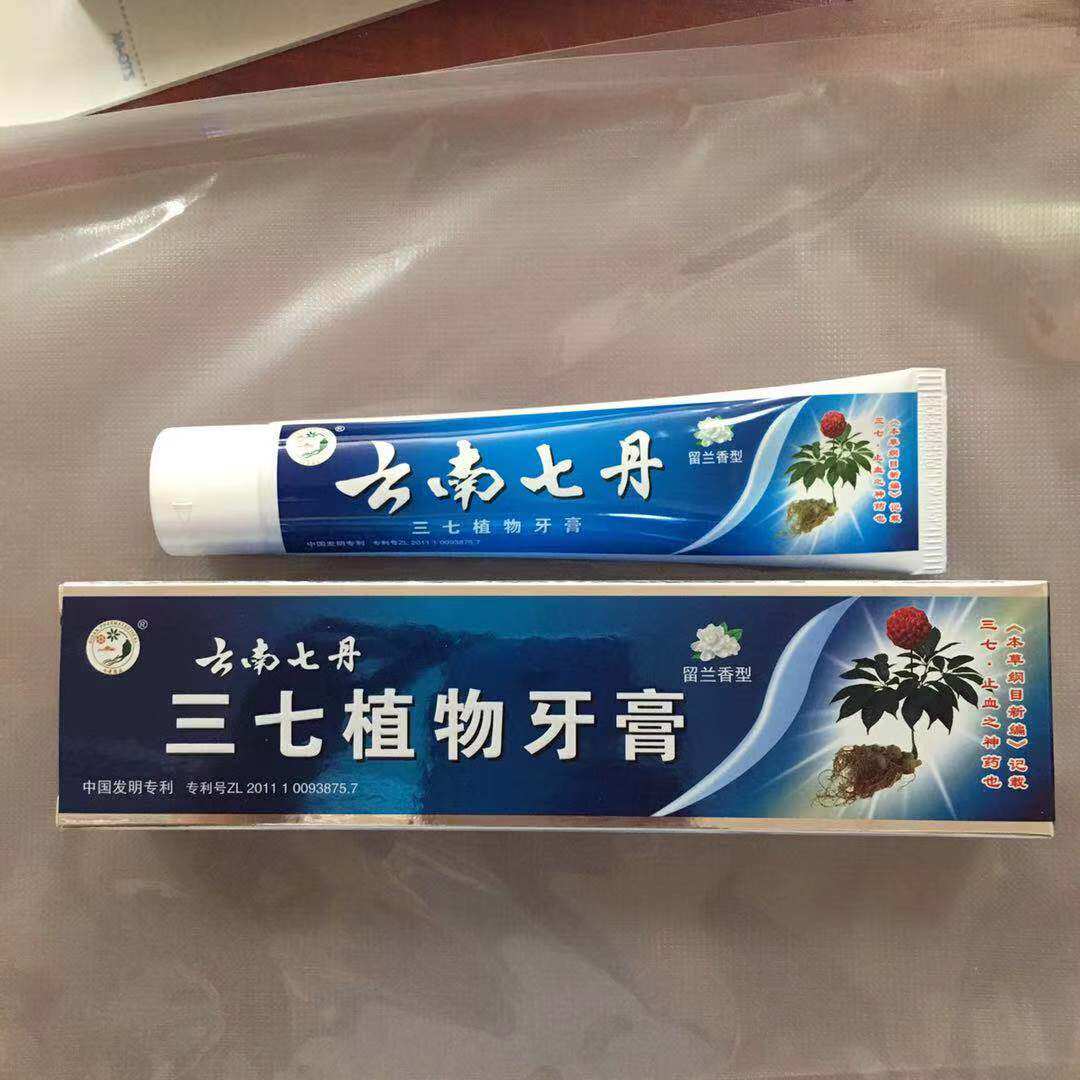 云南七丹
三七植物牙膏
中国发明专利 专利号ZL 2011 1 0093875.7
留兰香型
《本草纲目新编》记载
三七·止血之神药也
®
云南七丹
三七植物牙膏
中国发明专利 专利号ZL 2011 1 0093875.7
留兰香型
《本草纲目新编》记载
三七·止血之神药也
®